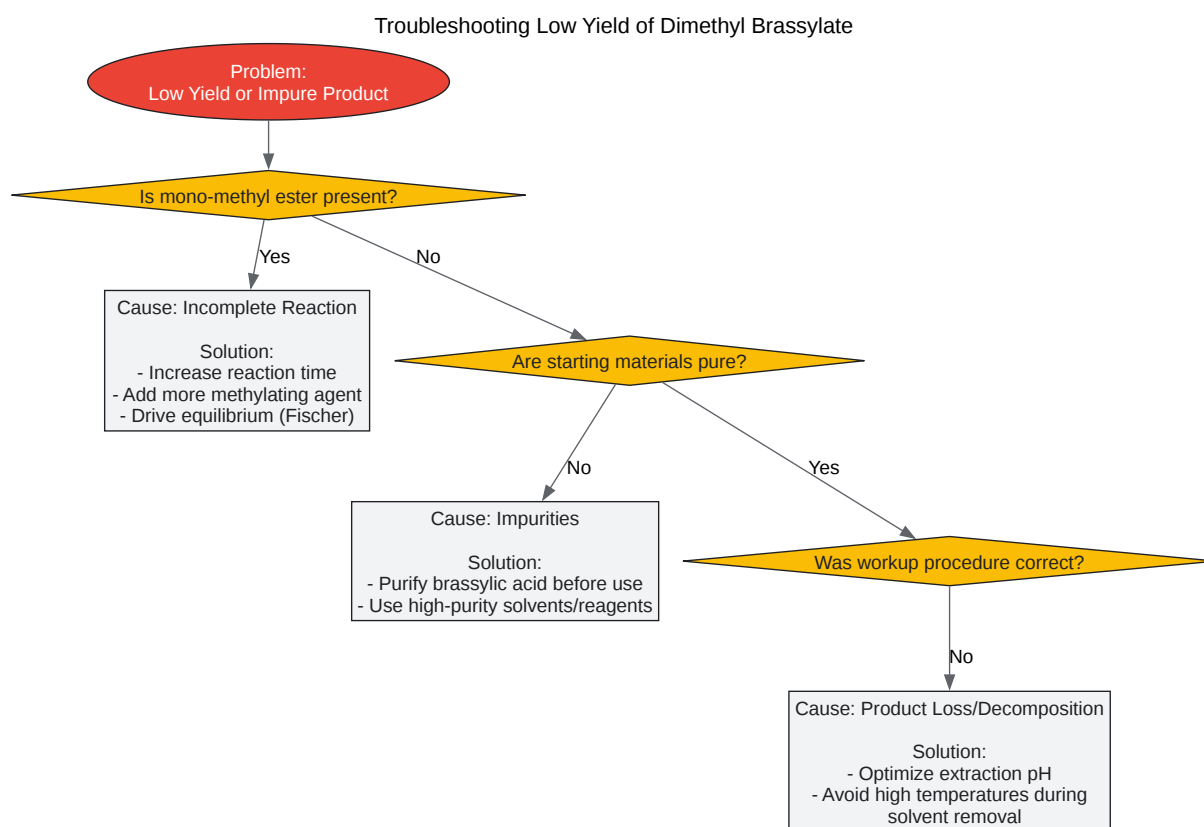 Troubleshooting Low Yield of Dimethyl Brassylate
Problem:
Low Yield or Impure Product
Is mono-methyl ester present?
Yes
No
Cause: Incomplete Reaction
Solution:
- Increase reaction time
- Add more methylating agent
- Drive equilibrium (Fischer)
Are starting materials pure?
No
Yes
Cause: Impurities
Solution:
- Purify brassylic acid before use
- Use high-purity solvents/reagents
Was workup procedure correct?
No
Cause: Product Loss/Decomposition
Solution:
- Optimize extraction pH
- Avoid high temperatures during
solvent removal